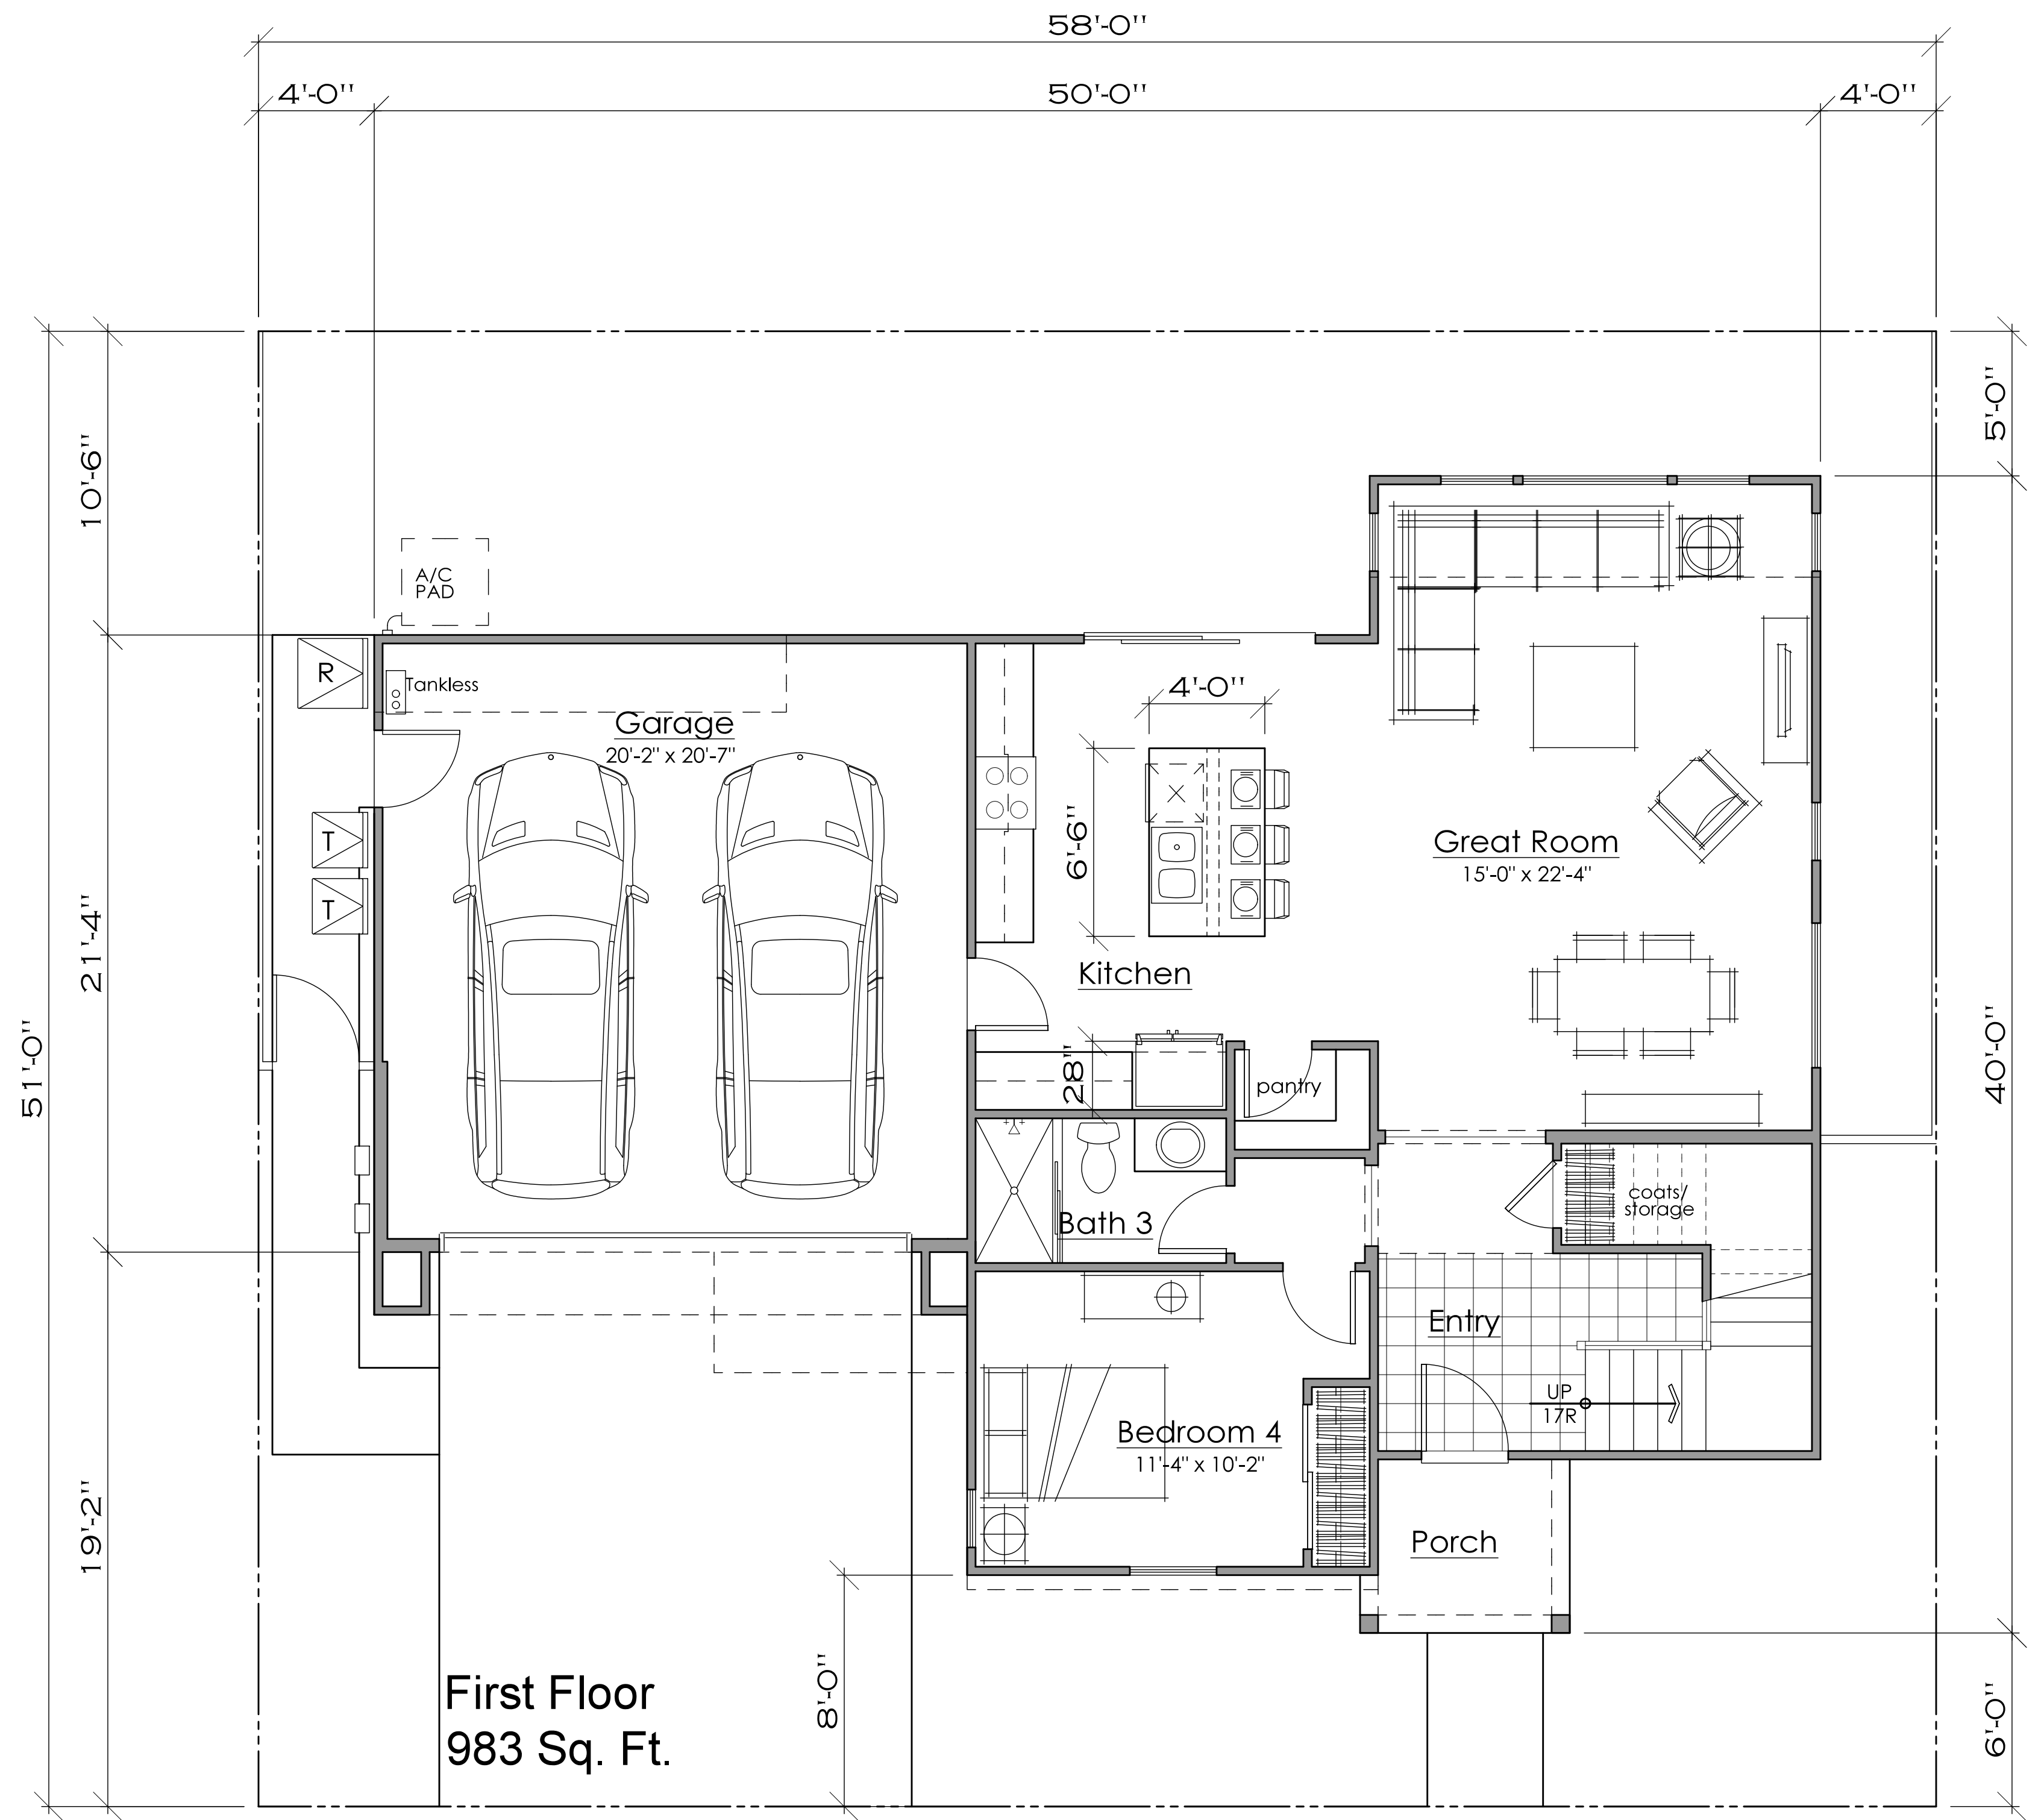 58'-0"
4'-0"
50'-0"
4'-0"
5'-0"
10'-6"
A/C
PAD
R
Tankless
Garage
20'-2" x 20'-7"
4'-0"
6'-6"
T
T
Great Room
15'-0" x 22'-4"
21'-4"
Kitchen
51'-0"
28"
pantry
40'-0"
Bath 3
coats/
storage
Entry
UP
17R
Bedroom 4
11'-4" x 10'-2"
19'-2"
Porch
First Floor
983 Sq. Ft.
8'-0"
6'-0"